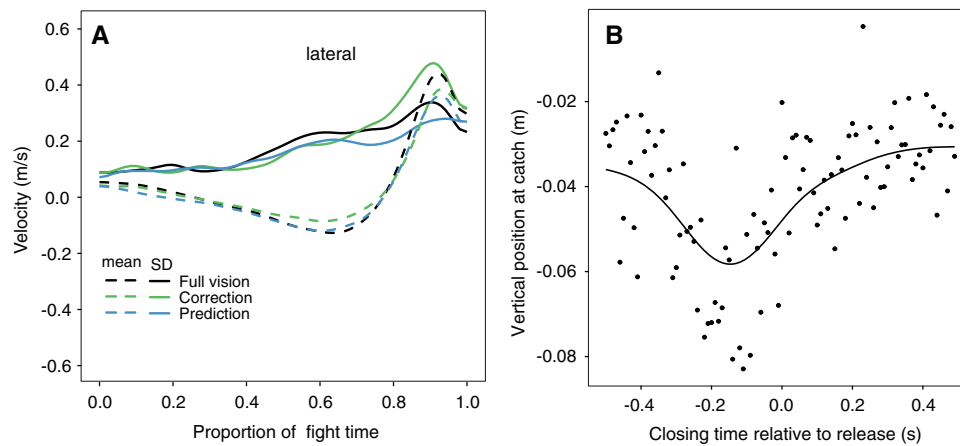 A
lateral
0.6
0.4
0.2
0.0
-0.2
-0.4
-0.6
Velocity (m/s)
mean SD
Full vision
Correction
Prediction
0.0 0.2 0.4 0.6 0.8 1.0
Proportion of fight time
B
-0.02
-0.04
-0.06
-0.08
Vertical position at catch (m)
-0.4 -0.2 0.0 0.2 0.4
Closing time relative to release (s)